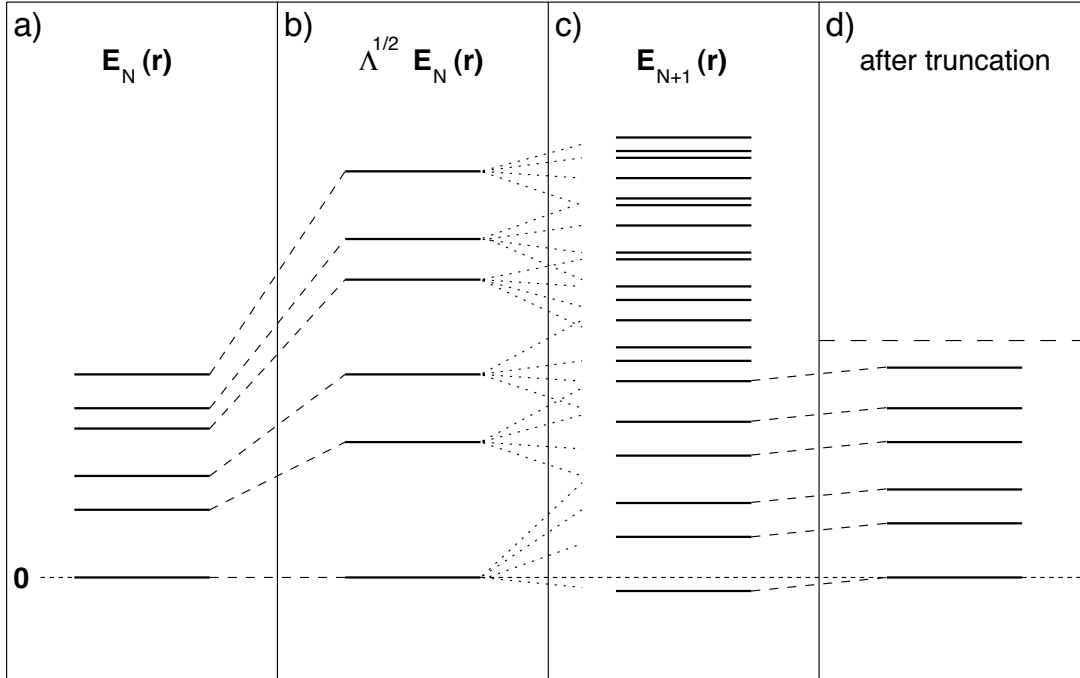 a)
E_N (r)
b)
Λ^1/2 E_N (r)
c)
E_N+1 (r)
d)
after truncation
0